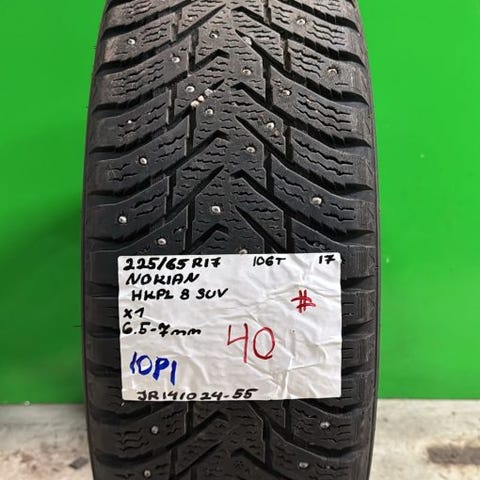 225/65 R17 106T 17
NOKIAN
HKPL 8 SUV
x1 #
6.5-7mm 40
10P1
JR141024-55